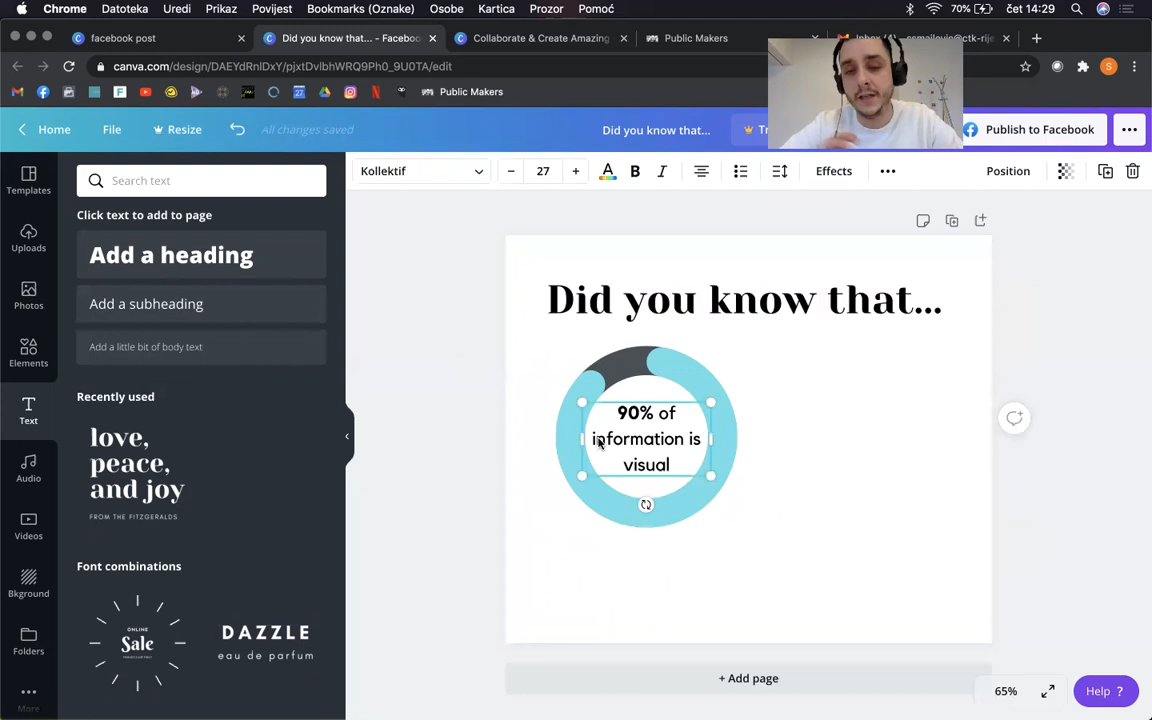 Chrome Datoteka Uredi Prikaz Povijest Bookmarks (Oznake) Osobe Kartica Prozor Pomoć 70% čet 14:29
facebook post
Did you know that... - Faceboo
Collaborate & Create Amazing
Public Makers
canva.com/design/DAEYdRnlDxY/pjxtDvlbhWRQ9Ph0_9U0TA/edit
Public Makers
Home File Resize All changes saved Did you know that... Publish to Facebook
Templates
Uploads
Photos
Elements
Text
Audio
Videos
Bkground
Folders
More
Search text
Click text to add to page
Add a heading
Add a subheading
Add a little bit of body text
Recently used
love,
peace,
and joy
FROM THE FITZGERALDS
Font combinations
ONLINE
Sale
DAZZLE
eau de parfum
Kollektif 27 B I Effects Position
Did you know that...
90% of
information is
visual
+ Add page
65%
Help ?